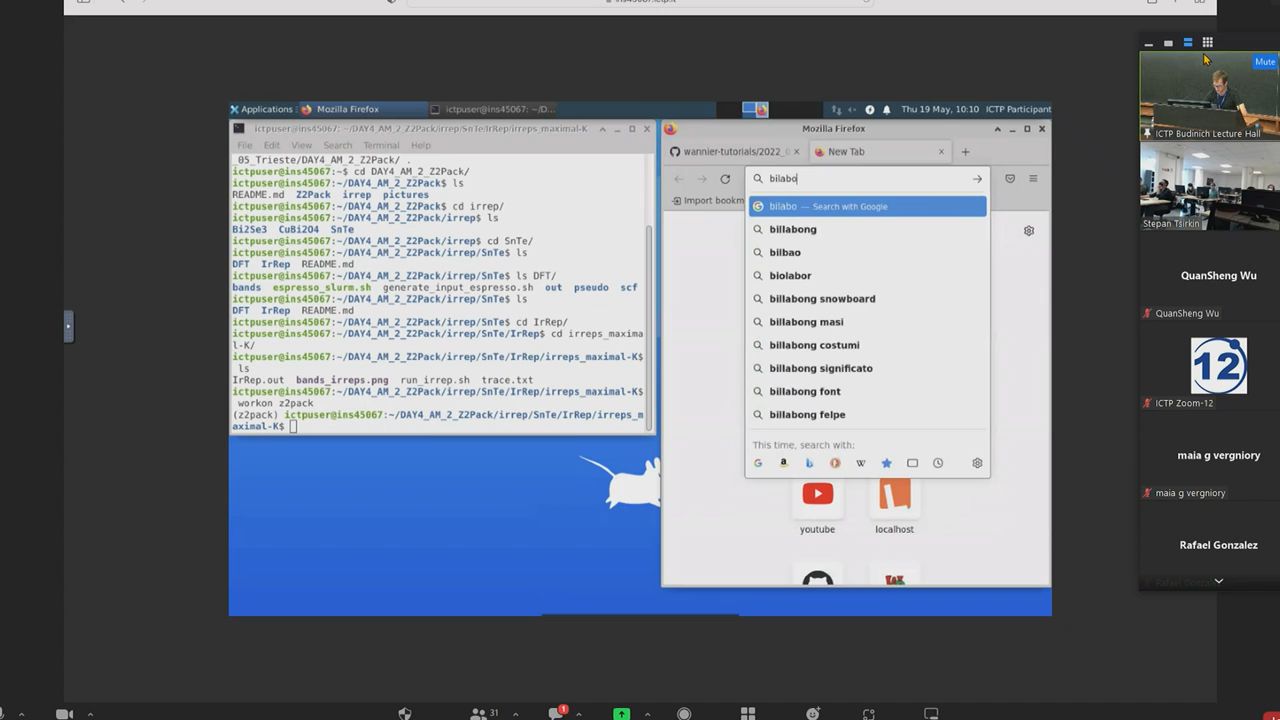 Applications
Mozilla Firefox
ictpuser@ins45067: ~/D...
Thu 19 May, 10:10
ICTP Participant
ictpuser@ins45067: ~/DAY4_AM_2_Z2Pack/irrep/SnTe/IrRep/irreps_maximal-K
File Edit View Search Terminal Help
05_Trieste/DAY4_AM_2_Z2Pack/ .
ictpuser@ins45067:~$ cd DAY4_AM_2_Z2Pack/
ictpuser@ins45067:~/DAY4_AM_2_Z2Pack$ ls
README.md Z2Pack irrep pictures
ictpuser@ins45067:~/DAY4_AM_2_Z2Pack$ cd irrep/
ictpuser@ins45067:~/DAY4_AM_2_Z2Pack/irrep$ ls
Bi2Se3 CuBi2O4 SnTe
ictpuser@ins45067:~/DAY4_AM_2_Z2Pack/irrep$ cd SnTe/
ictpuser@ins45067:~/DAY4_AM_2_Z2Pack/irrep/SnTe$ ls
DFT IrRep README.md
ictpuser@ins45067:~/DAY4_AM_2_Z2Pack/irrep/SnTe$ ls DFT/
bands espresso_slurm.sh generate_input_espresso.sh out pseudo scf
ictpuser@ins45067:~/DAY4_AM_2_Z2Pack/irrep/SnTe$ ls
DFT IrRep README.md
ictpuser@ins45067:~/DAY4_AM_2_Z2Pack/irrep/SnTe$ cd IrRep/
ictpuser@ins45067:~/DAY4_AM_2_Z2Pack/irrep/SnTe/IrRep$ cd irreps_maxima
l-K/
ictpuser@ins45067:~/DAY4_AM_2_Z2Pack/irrep/SnTe/IrRep/irreps_maximal-K$
ls
IrRep.out bands_irreps.png run_irrep.sh trace.txt
ictpuser@ins45067:~/DAY4_AM_2_Z2Pack/irrep/SnTe/IrRep/irreps_maximal-K$
workon z2pack
(z2pack) ictpuser@ins45067:~/DAY4_AM_2_Z2Pack/irrep/SnTe/IrRep/irreps_m
aximal-K$
Mozilla Firefox
wannier-tutorials/2022_
New Tab
bilabo
Import bookm
bilabo — Search with Google
billabong
bilbao
biolabor
billabong snowboard
billabong masi
billabong costumi
billabong significato
billabong font
billabong felpe
This time, search with:
youtube
localhost
Mute
ICTP Budinich Lecture Hall
Stepan Tsirkin
QuanSheng Wu
QuanSheng Wu
12
ICTP Zoom-12
maia g vergniory
maia g vergniory
Rafael Gonzalez
31
1